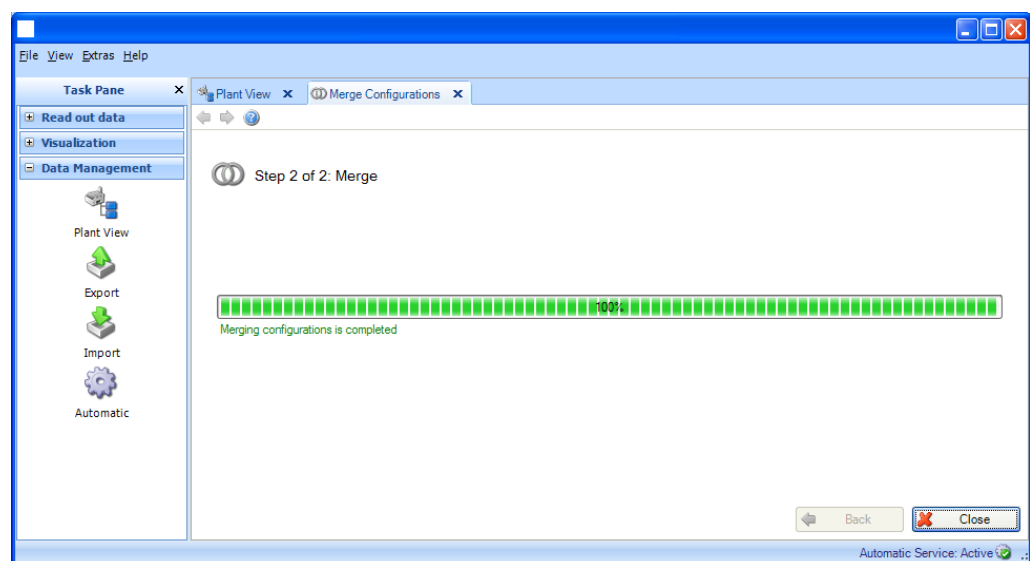 File View Extras Help
Task Pane
Plant View
Merge Configurations
Read out data
Visualization
Data Management
Step 2 of 2: Merge
Plant View
Export
Import
Automatic
100%
Merging configurations is completed
Back
Close
Automatic Service: Active